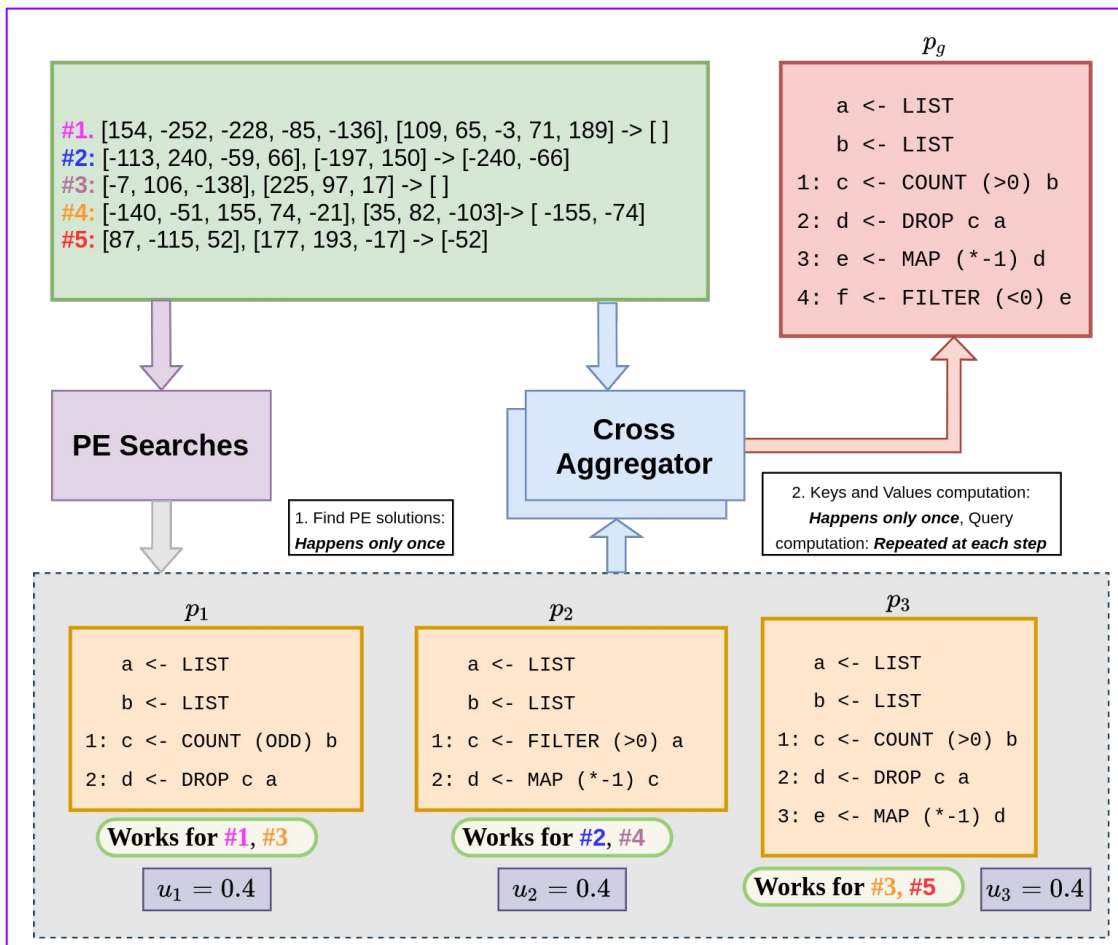 p_g
#1. [154, -252, -228, -85, -136], [109, 65, -3, 71, 189] -> [ ]
#2: [-113, 240, -59, 66], [-197, 150] -> [-240, -66]
#3: [-7, 106, -138], [225, 97, 17] -> [ ]
#4: [-140, -51, 155, 74, -21], [35, 82, -103]-> [ -155, -74]
#5: [87, -115, 52], [177, 193, -17] -> [-52]
a <- LIST
b <- LIST
1: c <- COUNT (>0) b
2: d <- DROP c a
3: e <- MAP (*-1) d
4: f <- FILTER (<0) e
PE Searches
Cross
Aggregator
1. Find PE solutions:
Happens only once
2. Keys and Values computation:
Happens only once, Query
computation: Repeated at each step
p_1
a <- LIST
b <- LIST
1: c <- COUNT (ODD) b
2: d <- DROP c a
Works for #1, #3
u_1 = 0.4
p_2
a <- LIST
b <- LIST
1: c <- FILTER (>0) a
2: d <- MAP (*-1) c
Works for #2, #4
u_2 = 0.4
p_3
a <- LIST
b <- LIST
1: c <- COUNT (>0) b
2: d <- DROP c a
3: e <- MAP (*-1) d
Works for #3, #5
u_3 = 0.4